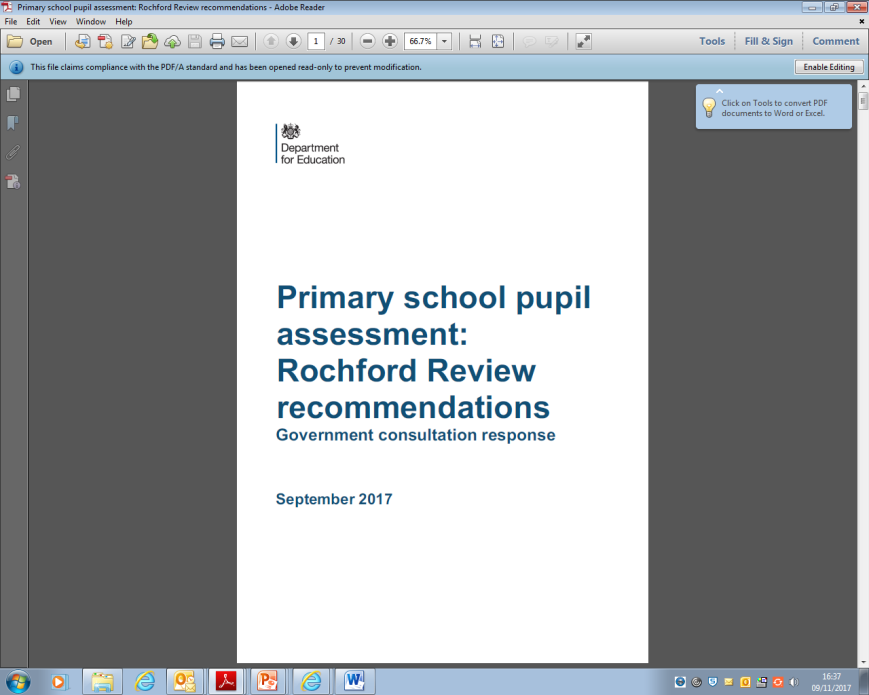 Primary school pupil assessment: Rochford Review recommendations - Adobe Reader
File Edit View Window Help
Open 1 / 30 66.7% Tools Fill & Sign Comment
This file claims compliance with the PDF/A standard and has been opened read-only to prevent modification. Enable Editing
Click on Tools to convert PDF
documents to Word or Excel.
Department
for Education
Primary school pupil
assessment:
Rochford Review
recommendations
Government consultation response
September 2017
16:37
09/11/2017